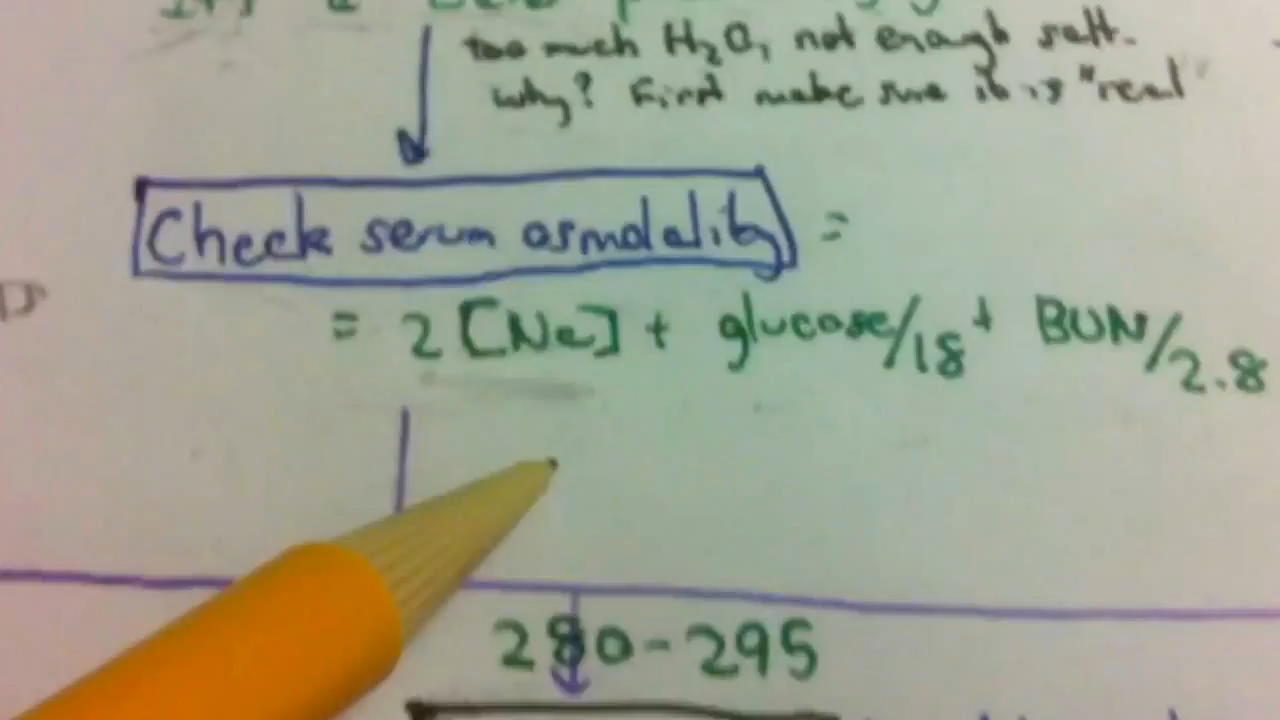 too much H₂O, not enough salt.
why? First make sure it is "real"
Check serum osmolality =
= 2 [Na] + glucose/18 + BUN/2.8
280-295